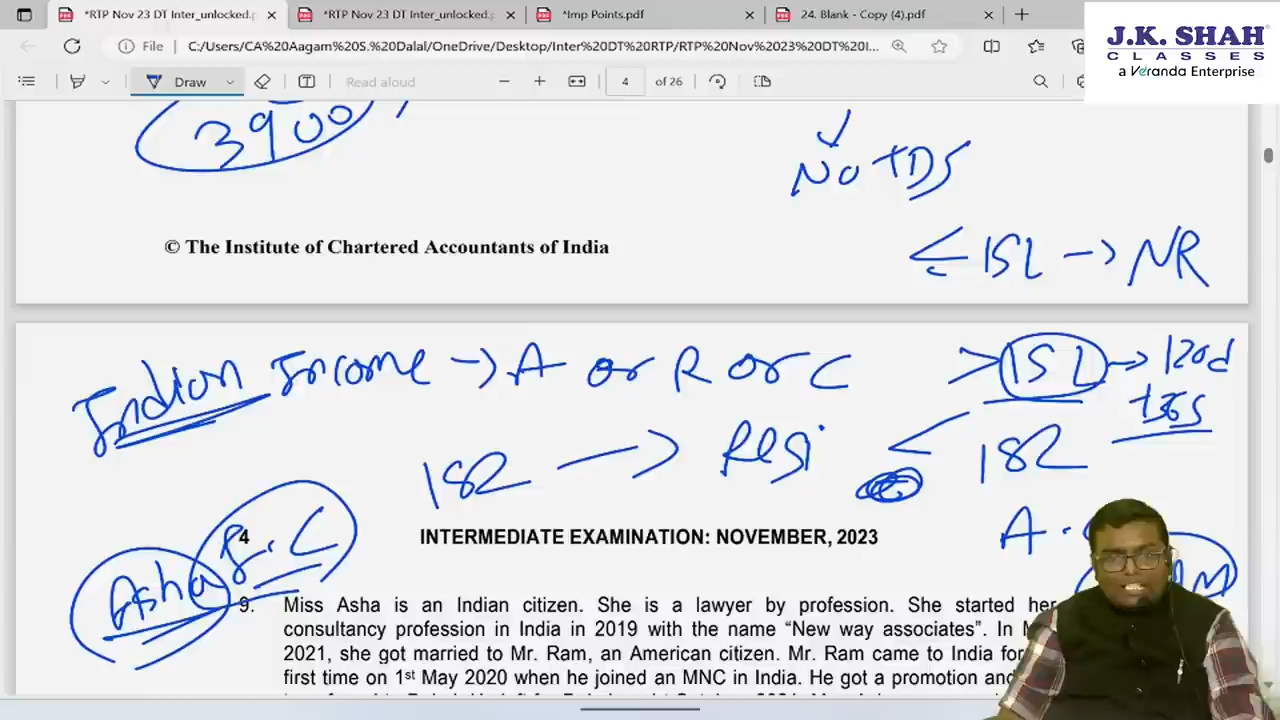 *RTP Nov 23 DT Inter_unlocked.p
*RTP Nov 23 DT Inter_unlocked.p
*Imp Points.pdf
24. Blank - Copy (4).pdf
J.K. SHAH
CLASSES
a Veranda Enterprise
File
C:/Users/CA%20Aagam%20S.%20Dalal/OneDrive/Desktop/Inter%20DT%20RTP/RTP%20Nov%2023%20DT%20I...
Draw
Read aloud
4
of 26
3900
No TDS
© The Institute of Chartered Accountants of India
≤ 15L → NR
Indian Income → A or R or C
> 15L → 120d
+365
182 → Resi
< 182
4
INTERMEDIATE EXAMINATION: NOVEMBER, 2023
R. C
A.
Asha
9. Miss Asha is an Indian citizen. She is a lawyer by profession. She started her
consultancy profession in India in 2019 with the name “New way associates”. In
2021, she got married to Mr. Ram, an American citizen. Mr. Ram came to India for
first time on 1st May 2020 when he joined an MNC in India. He got a promotion and